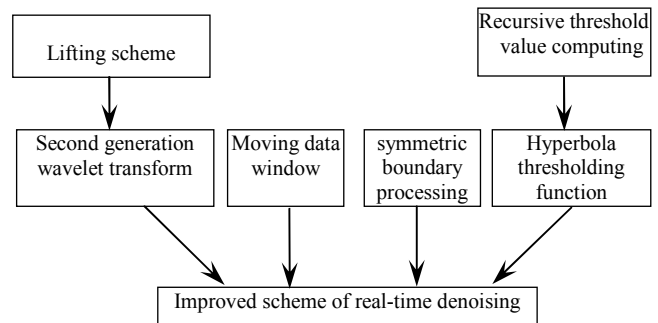 Lifting scheme
Recursive threshold
value computing
Second generation
wavelet transform
Moving data
window
symmetric
boundary
processing
Hyperbola
thresholding
function
Improved scheme of real-time denoising